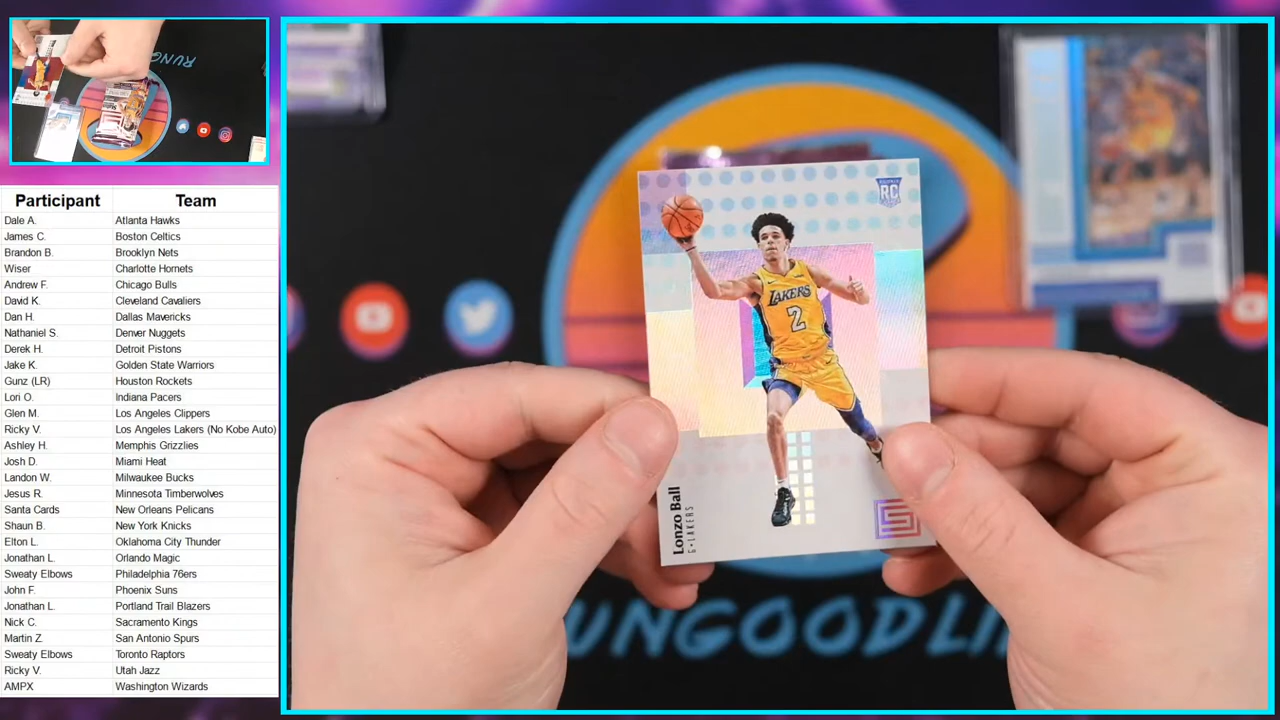 RUNG
Participant Team
Dale A. Atlanta Hawks
James C. Boston Celtics
Brandon B. Brooklyn Nets
Wiser Charlotte Hornets
Andrew F. Chicago Bulls
David K. Cleveland Cavaliers
Dan H. Dallas Mavericks
Nathaniel S. Denver Nuggets
Derek H. Detroit Pistons
Jake K. Golden State Warriors
Gunz (LR) Houston Rockets
Lori O. Indiana Pacers
Glen M. Los Angeles Clippers
Ricky V. Los Angeles Lakers (No Kobe Auto)
Ashley H. Memphis Grizzlies
Josh D. Miami Heat
Landon W. Milwaukee Bucks
Jesus R. Minnesota Timberwolves
Santa Cards New Orleans Pelicans
Shaun B. New York Knicks
Elton L. Oklahoma City Thunder
Jonathan L. Orlando Magic
Sweaty Elbows Philadelphia 76ers
John F. Phoenix Suns
Jonathan L. Portland Trail Blazers
Nick C. Sacramento Kings
Martin Z. San Antonio Spurs
Sweaty Elbows Toronto Raptors
Ricky V. Utah Jazz
AMPX Washington Wizards
RC
LAKERS
2
Lonzo Ball
G•LAKERS
UNGOODLI